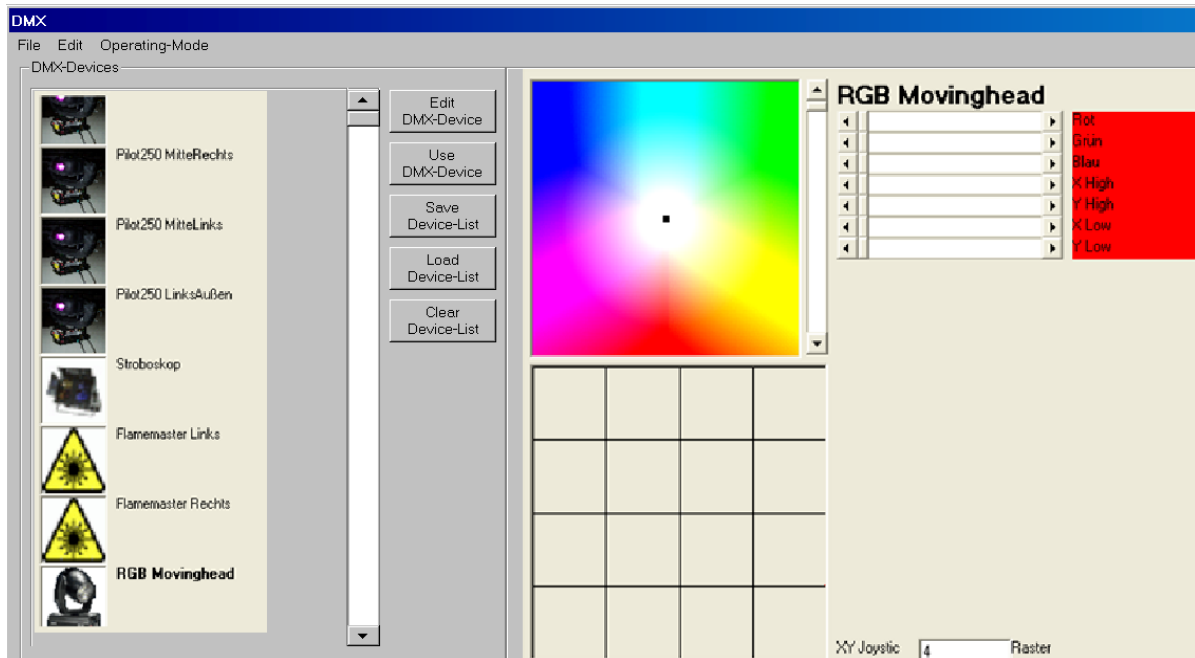 DMX
File Edit Operating-Mode
DMX-Devices
Pilot250 MitteRechts
Pilot250 MitteLinks
Pilot250 LinksAußen
Stroboskop
Flamemaster Links
Flamemaster Rechts
RGB Movinghead
Edit
DMX-Device
Use
DMX-Device
Save
Device-List
Load
Device-List
Clear
Device-List
RGB Movinghead
Rot
Grün
Blau
X High
Y High
X Low
Y Low
XY Joystic 4 Raster